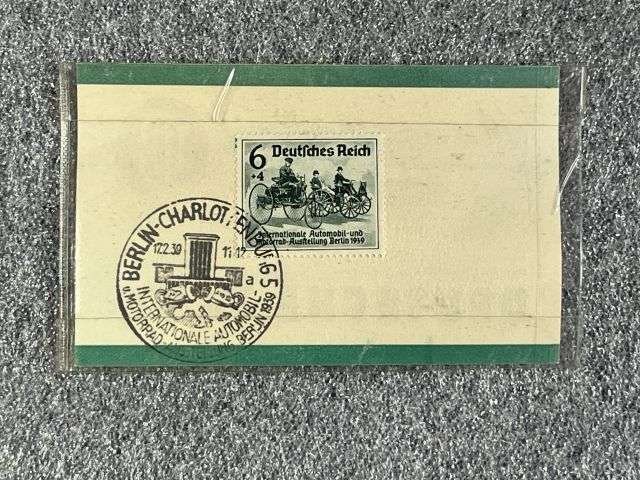 6 Deutsches Reich
+4
Internationale Automobil-und
Motorrad-Ausstellung Berlin 1939
BERLIN-CHARLOTTENBURG 5
17.2.39 11-12
a
INTERNATIONALE AUTOMOBIL-
u. MOTORRAD-AUSSTELLUNG BERLIN 1939